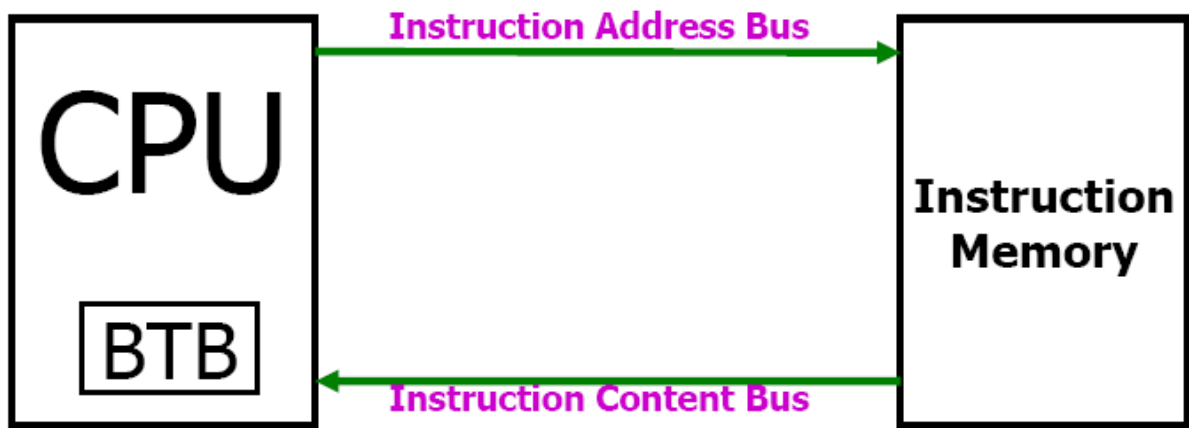 Instruction Address Bus
CPU
Instruction
Memory
BTB
Instruction Content Bus